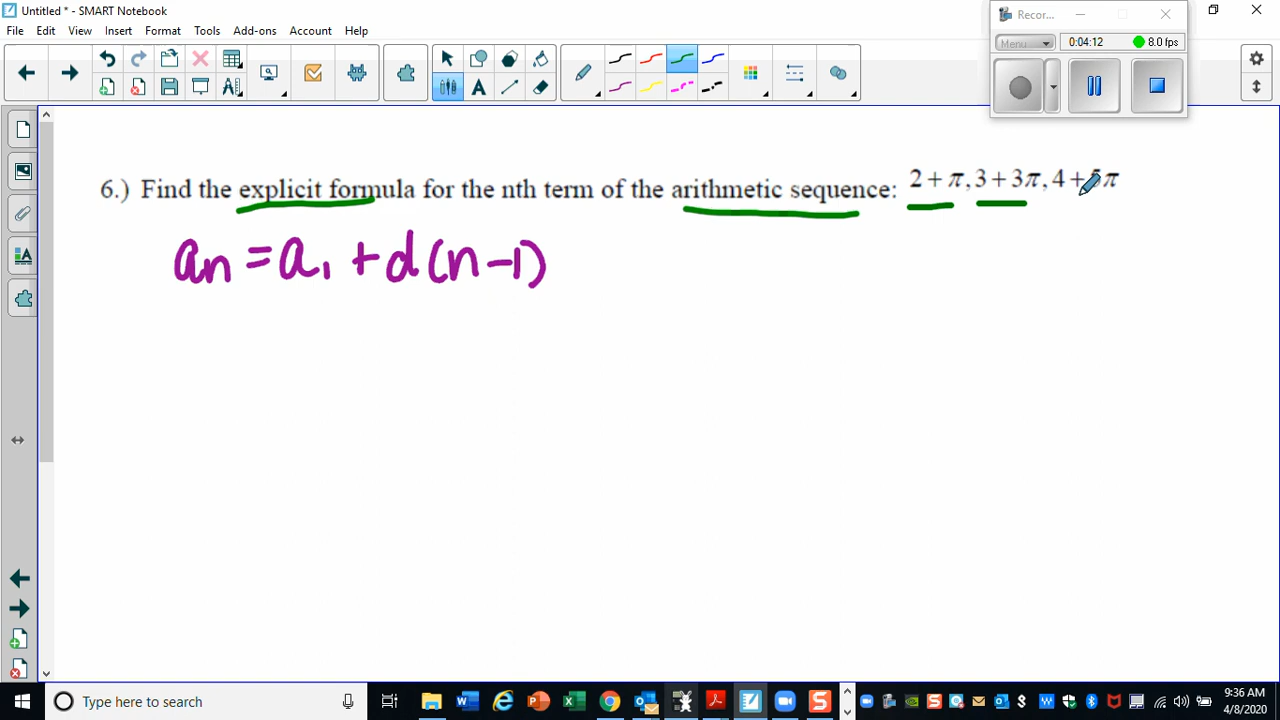 Untitled * - SMART Notebook
File Edit View Insert Format Tools Add-ons Account Help
Recor...
Menu
0:04:12
8.0 fps
6.) Find the explicit formula for the nth term of the arithmetic sequence: 2 + π, 3 + 3π, 4 + 5π
an = a1 + d(n-1)
Type here to search
9:36 AM
4/8/2020